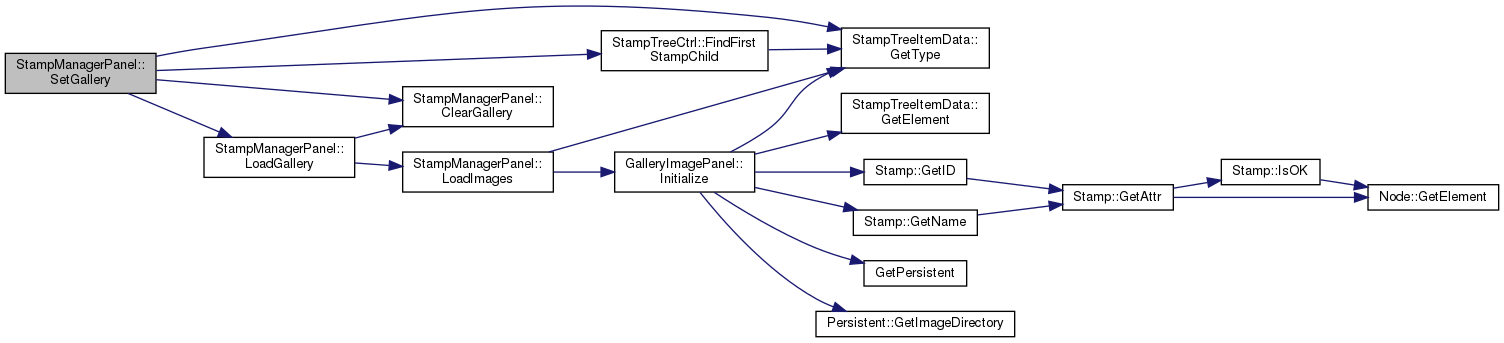 StampManagerPanel::
SetGallery
StampTreeCtrl::FindFirst
StampChild
StampTreeItemData::
GetType
StampManagerPanel::
ClearGallery
StampTreeItemData::
GetElement
StampManagerPanel::
LoadGallery
StampManagerPanel::
LoadImages
GalleryImagePanel::
Initialize
Stamp::GetID
Stamp::GetName
Stamp::GetAttr
Stamp::IsOK
Node::GetElement
GetPersistent
Persistent::GetImageDirectory